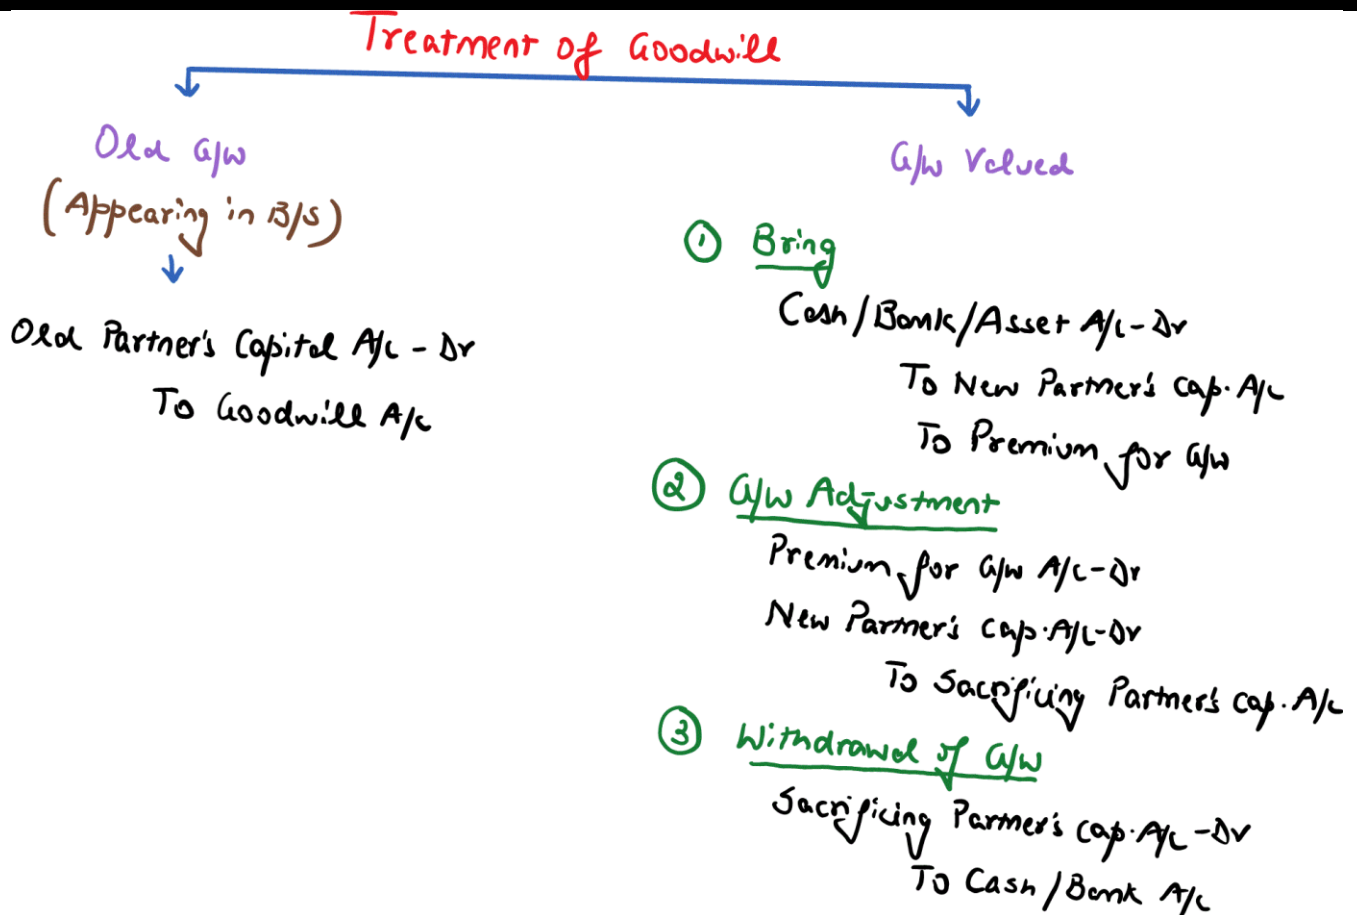 Treatment of Goodwill
Old G/w
(Appearing in B/S)
Old Partner's Capital A/c - Dr
To Goodwill A/c
G/w Valued
① Bring
Cash/Bank/Asset A/c - Dr
To New Partner's Cap. A/c
To Premium for G/w
② G/w Adjustment
Premium for G/w A/c - Dr
New Partner's Cap. A/c - Dr
To Sacrificing Partner's Cap. A/c
③ Withdrawal of G/w
Sacrificing Partner's Cap. A/c - Dr
To Cash/Bank A/c